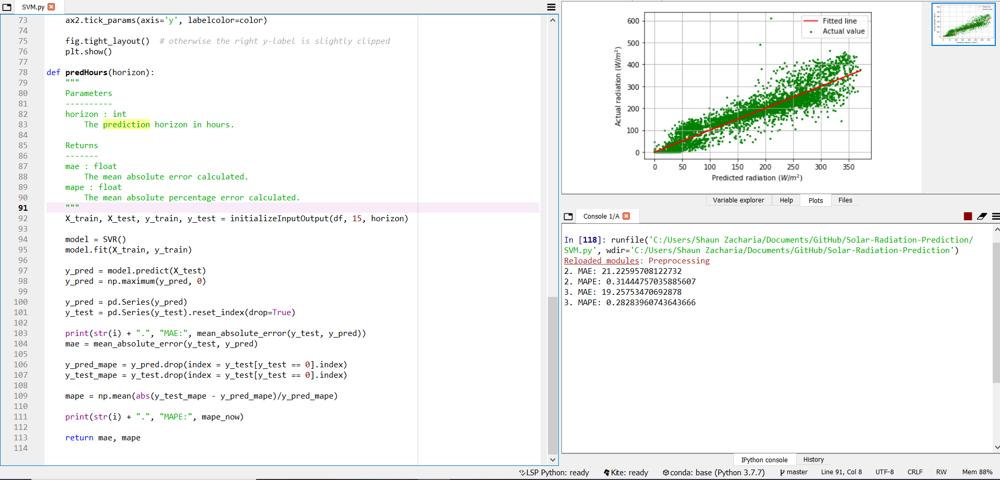 SVM.py
73 ax2.tick_params(axis='y', labelcolor=color)
74
75 fig.tight_layout()  # otherwise the right y-label is slightly clipped
76 plt.show()
77
78 def predHours(horizon):
79 """
80 Parameters
81 ----------
82 horizon : int
83 The prediction horizon in hours.
84
85 Returns
86 -------
87 mae : float
88 The mean absolute error calculated.
89 mape : float
90 The mean absolute percentage error calculated.
91 """
92 X_train, X_test, y_train, y_test = initializeInputOutput(df, 15, horizon)
93
94 model = SVR()
95 model.fit(X_train, y_train)
96
97 y_pred = model.predict(X_test)
98 y_pred = np.maximum(y_pred, 0)
99
100 y_pred = pd.Series(y_pred)
101 y_test = pd.Series(y_test).reset_index(drop=True)
102
103 print(str(i) + ".", "MAE:", mean_absolute_error(y_test, y_pred))
104 mae = mean_absolute_error(y_test, y_pred)
105
106 y_pred_mape = y_pred.drop(index = y_test[y_test == 0].index)
107 y_test_mape = y_test.drop(index = y_test[y_test == 0].index)
108
109 mape = np.mean(abs(y_test_mape - y_pred_mape)/y_pred_mape)
110
111 print(str(i) + ".", "MAPE:", mape_now)
112
113 return mae, mape
114
Fitted line
Actual value
Actual radiation (W/m²)
600
500
400
300
200
100
0
0 50 100 150 200 250 300 350
Predicted radiation (W/m²)
Variable explorer Help Plots Files
Console 1/A
In [118]: runfile('C:/Users/Shaun Zacharia/Documents/GitHub/Solar-Radiation-Prediction/
SVM.py', wdir='C:/Users/Shaun Zacharia/Documents/GitHub/Solar-Radiation-Prediction')
Reloaded modules: Preprocessing
2. MAE: 21.22595708122732
2. MAPE: 0.31444757035885607
3. MAE: 19.25753470692878
3. MAPE: 0.28283960743643666
IPython console History
LSP Python: ready Kite: ready conda: base (Python 3.7.7) master Line 91, Col 8 UTF-8 CRLF RW Mem 88%